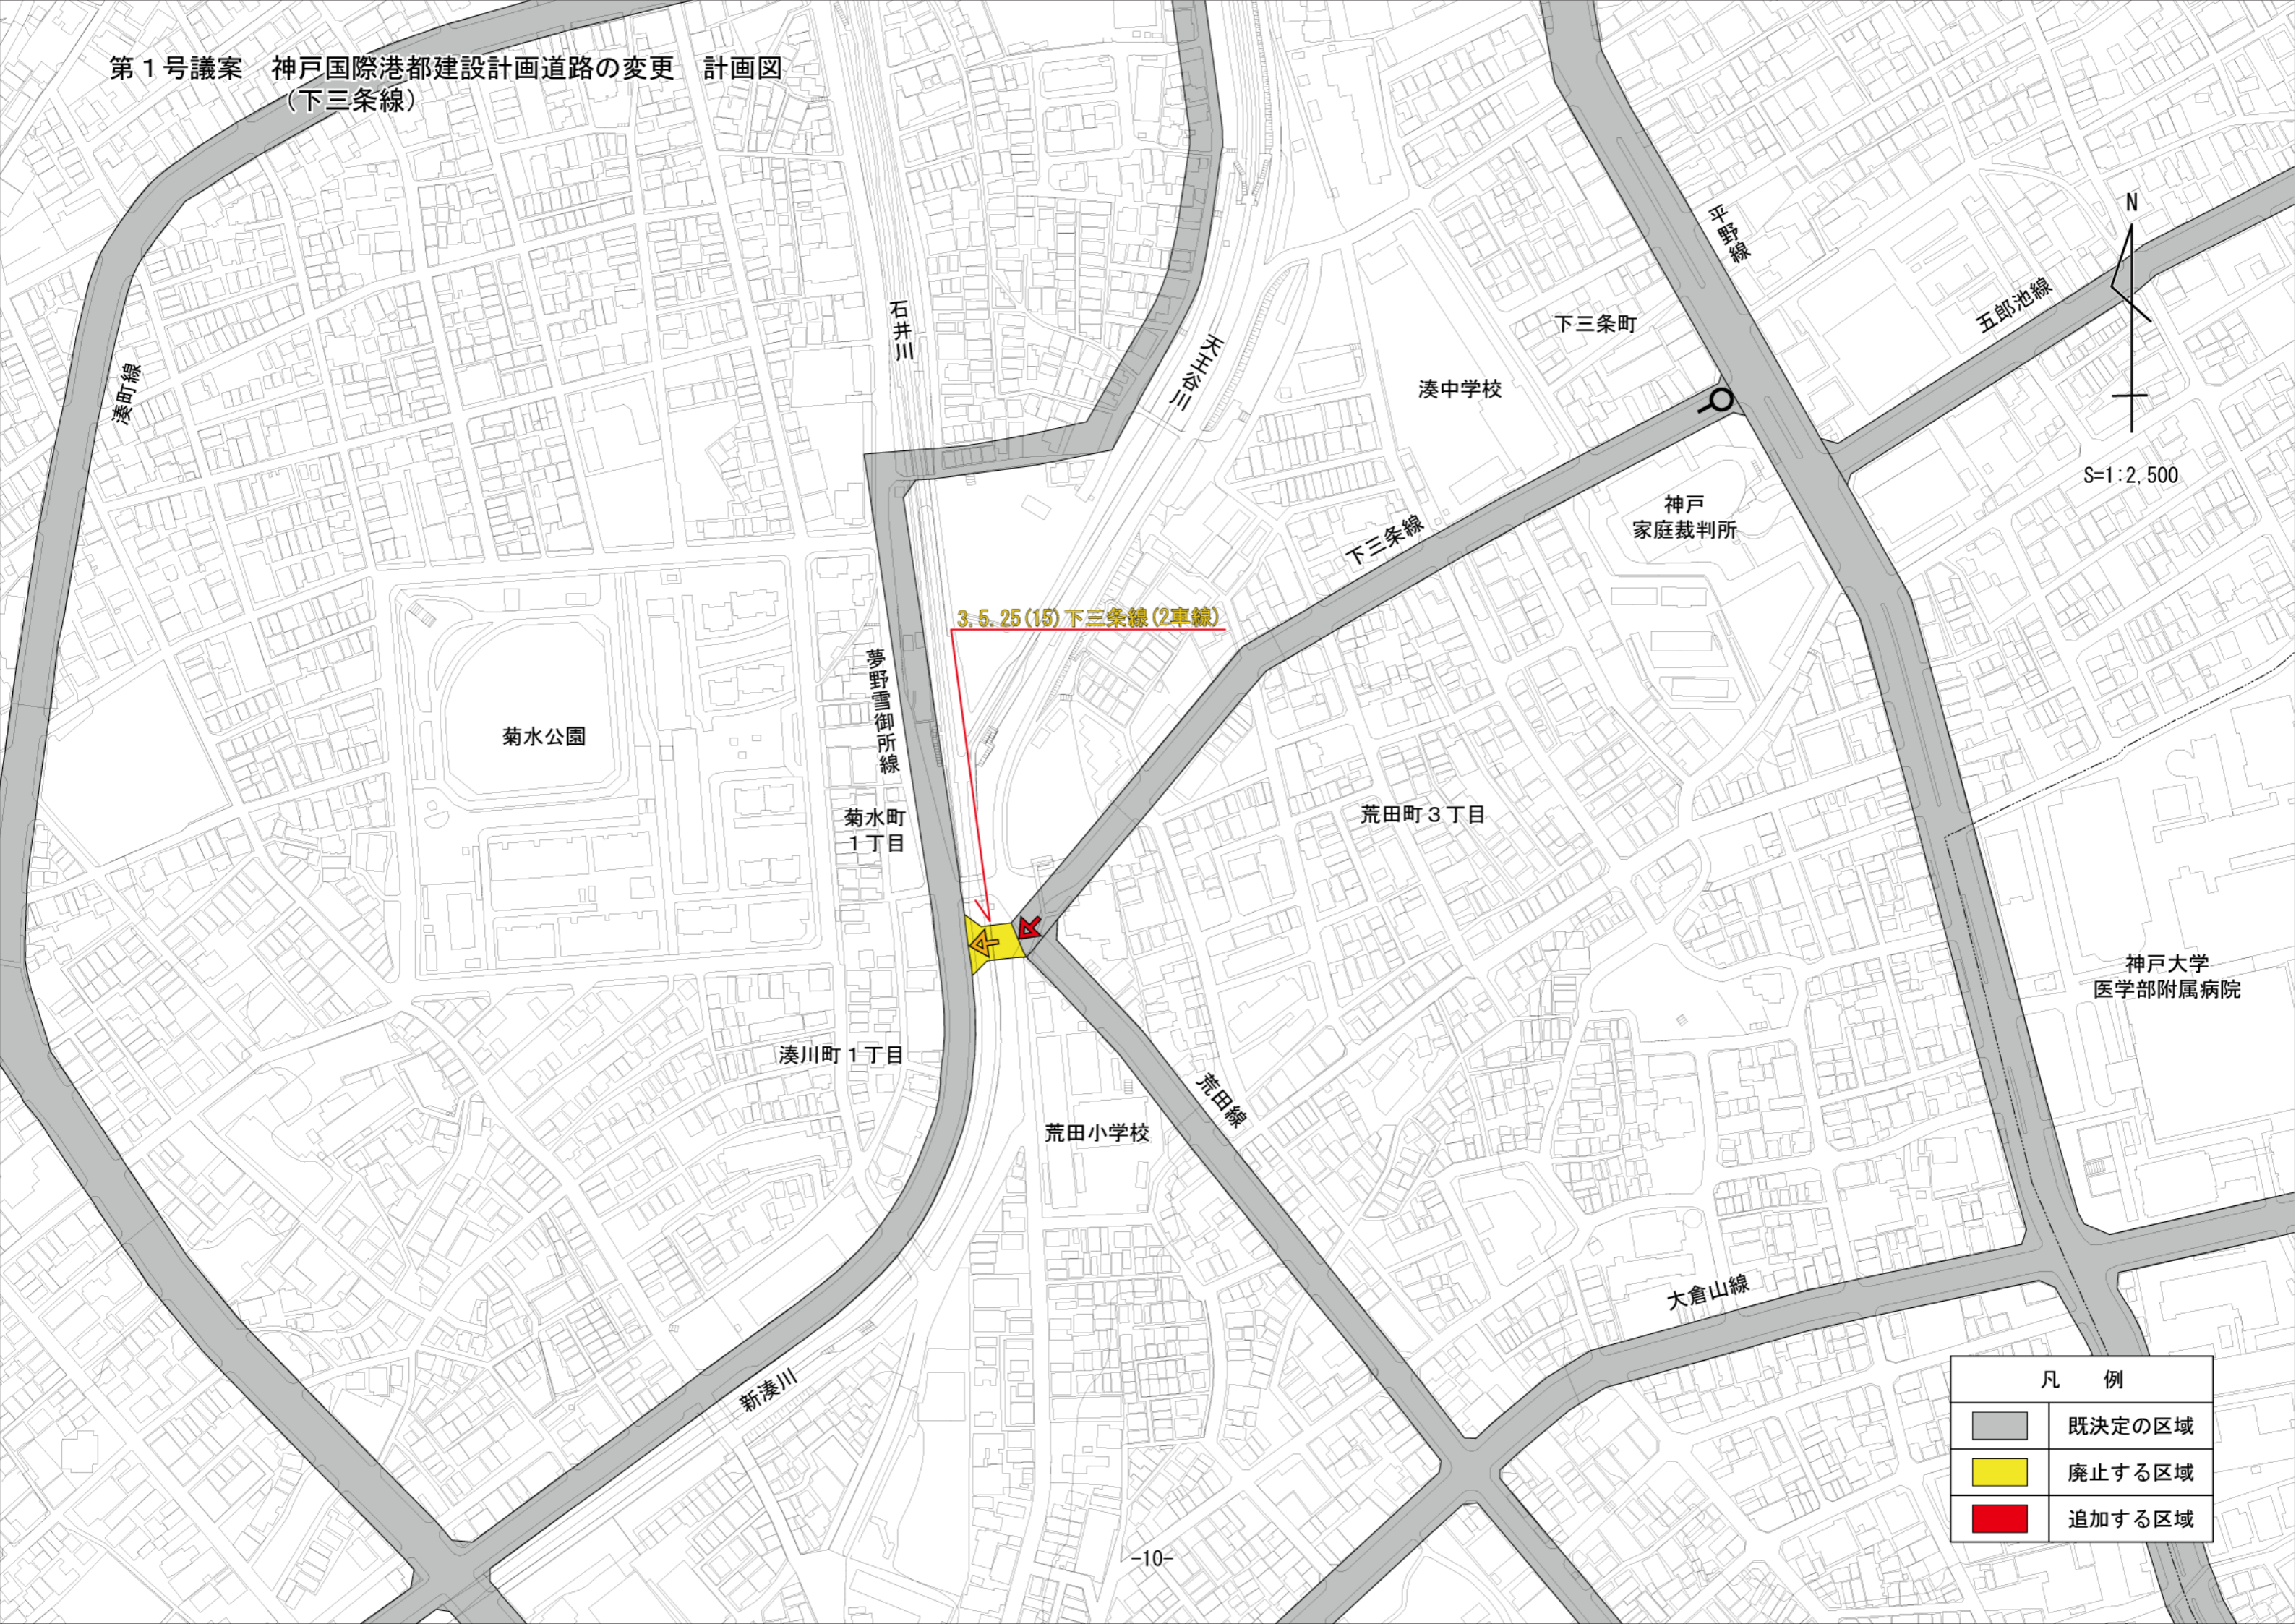 第１号議案　神戸国際港都建設計画道路の変更　計画図
（下三条線）
湊町線
石井川
天王谷川
平野線
五郎池線
N
S=1:2,500
下三条町
湊中学校
神戸
家庭裁判所
下三条線
3.5.25(15)下三条線(2車線)
夢野雪御所線
菊水公園
菊水町
１丁目
荒田町３丁目
神戸大学
医学部附属病院
湊川町１丁目
荒田線
荒田小学校
大倉山線
新湊川
凡　例
既決定の区域
廃止する区域
追加する区域
-10-